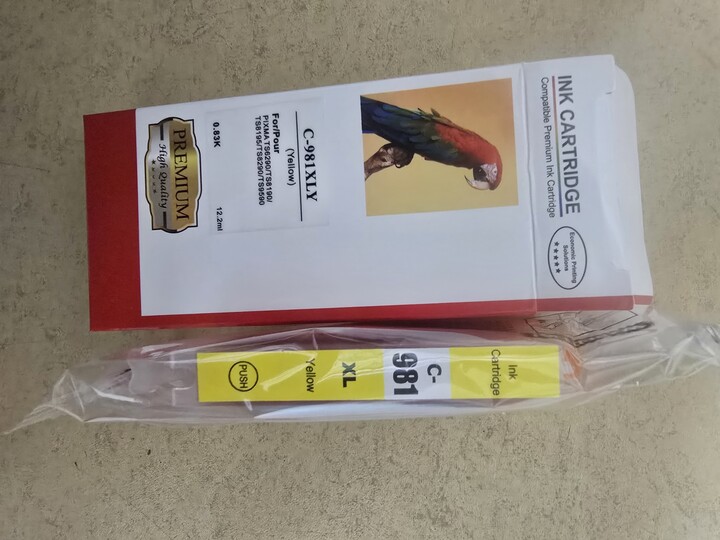 INK CARTRIDGE
Compatible Premium Ink Cartridge
Economic Printing
Solutions
C-981XLY
(Yellow)
For/Pour
PIXMA TS6290/TS8190/
TS8195/TS8290/TS9590
0.83K
12.2ml
PREMIUM
High Quality
Ink
Cartridge
C-
981
XL
Yellow
PUSH